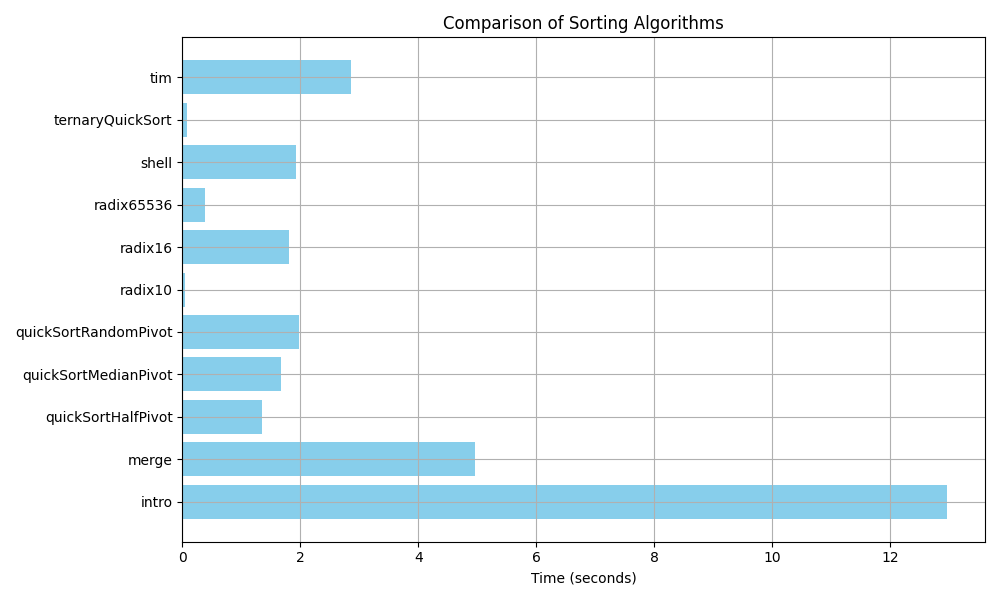 Comparison of Sorting Algorithms
tim
ternaryQuickSort
shell
radix65536
radix16
radix10
quickSortRandomPivot
quickSortMedianPivot
quickSortHalfPivot
merge
intro
0 2 4 6 8 10 12
Time (seconds)